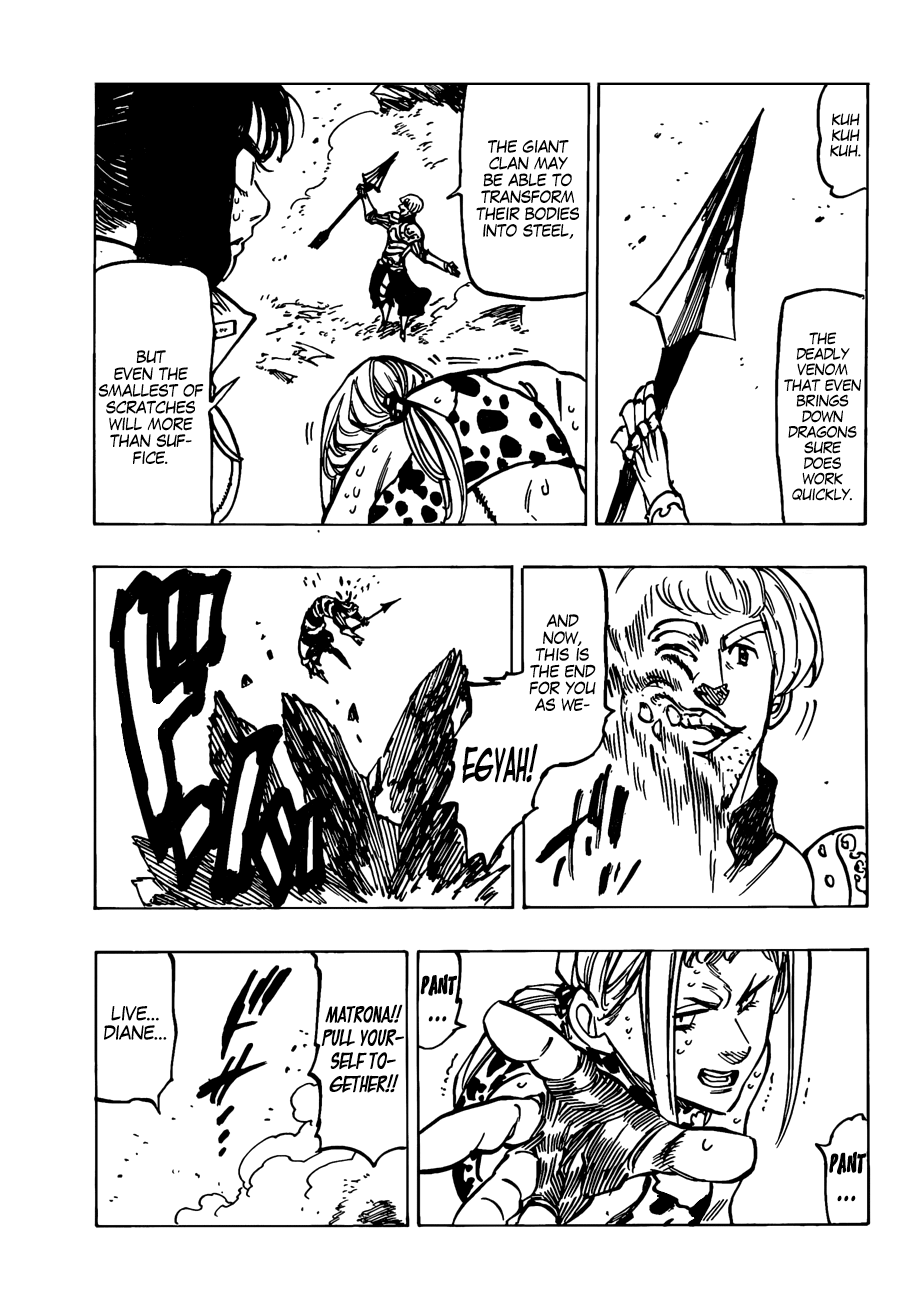 KUH
KUH
KUH.
THE
DEADLY
VENOM
THAT EVEN
BRINGS
DOWN
DRAGONS
SURE
DOES
WORK
QUICKLY.
THE GIANT
CLAN MAY
BE ABLE TO
TRANSFORM
THEIR BODIES
INTO STEEL,
BUT
EVEN THE
SMALLEST OF
SCRATCHES
WILL MORE
THAN SUF-
FICE.
AND
NOW,
THIS IS
THE END
FOR YOU
AS WE-
EGYAH!
PANT
...
PANT
...
MATRONA!!
PULL YOUR-
SELF TO-
GETHER!!
LIVE...
DIANE...